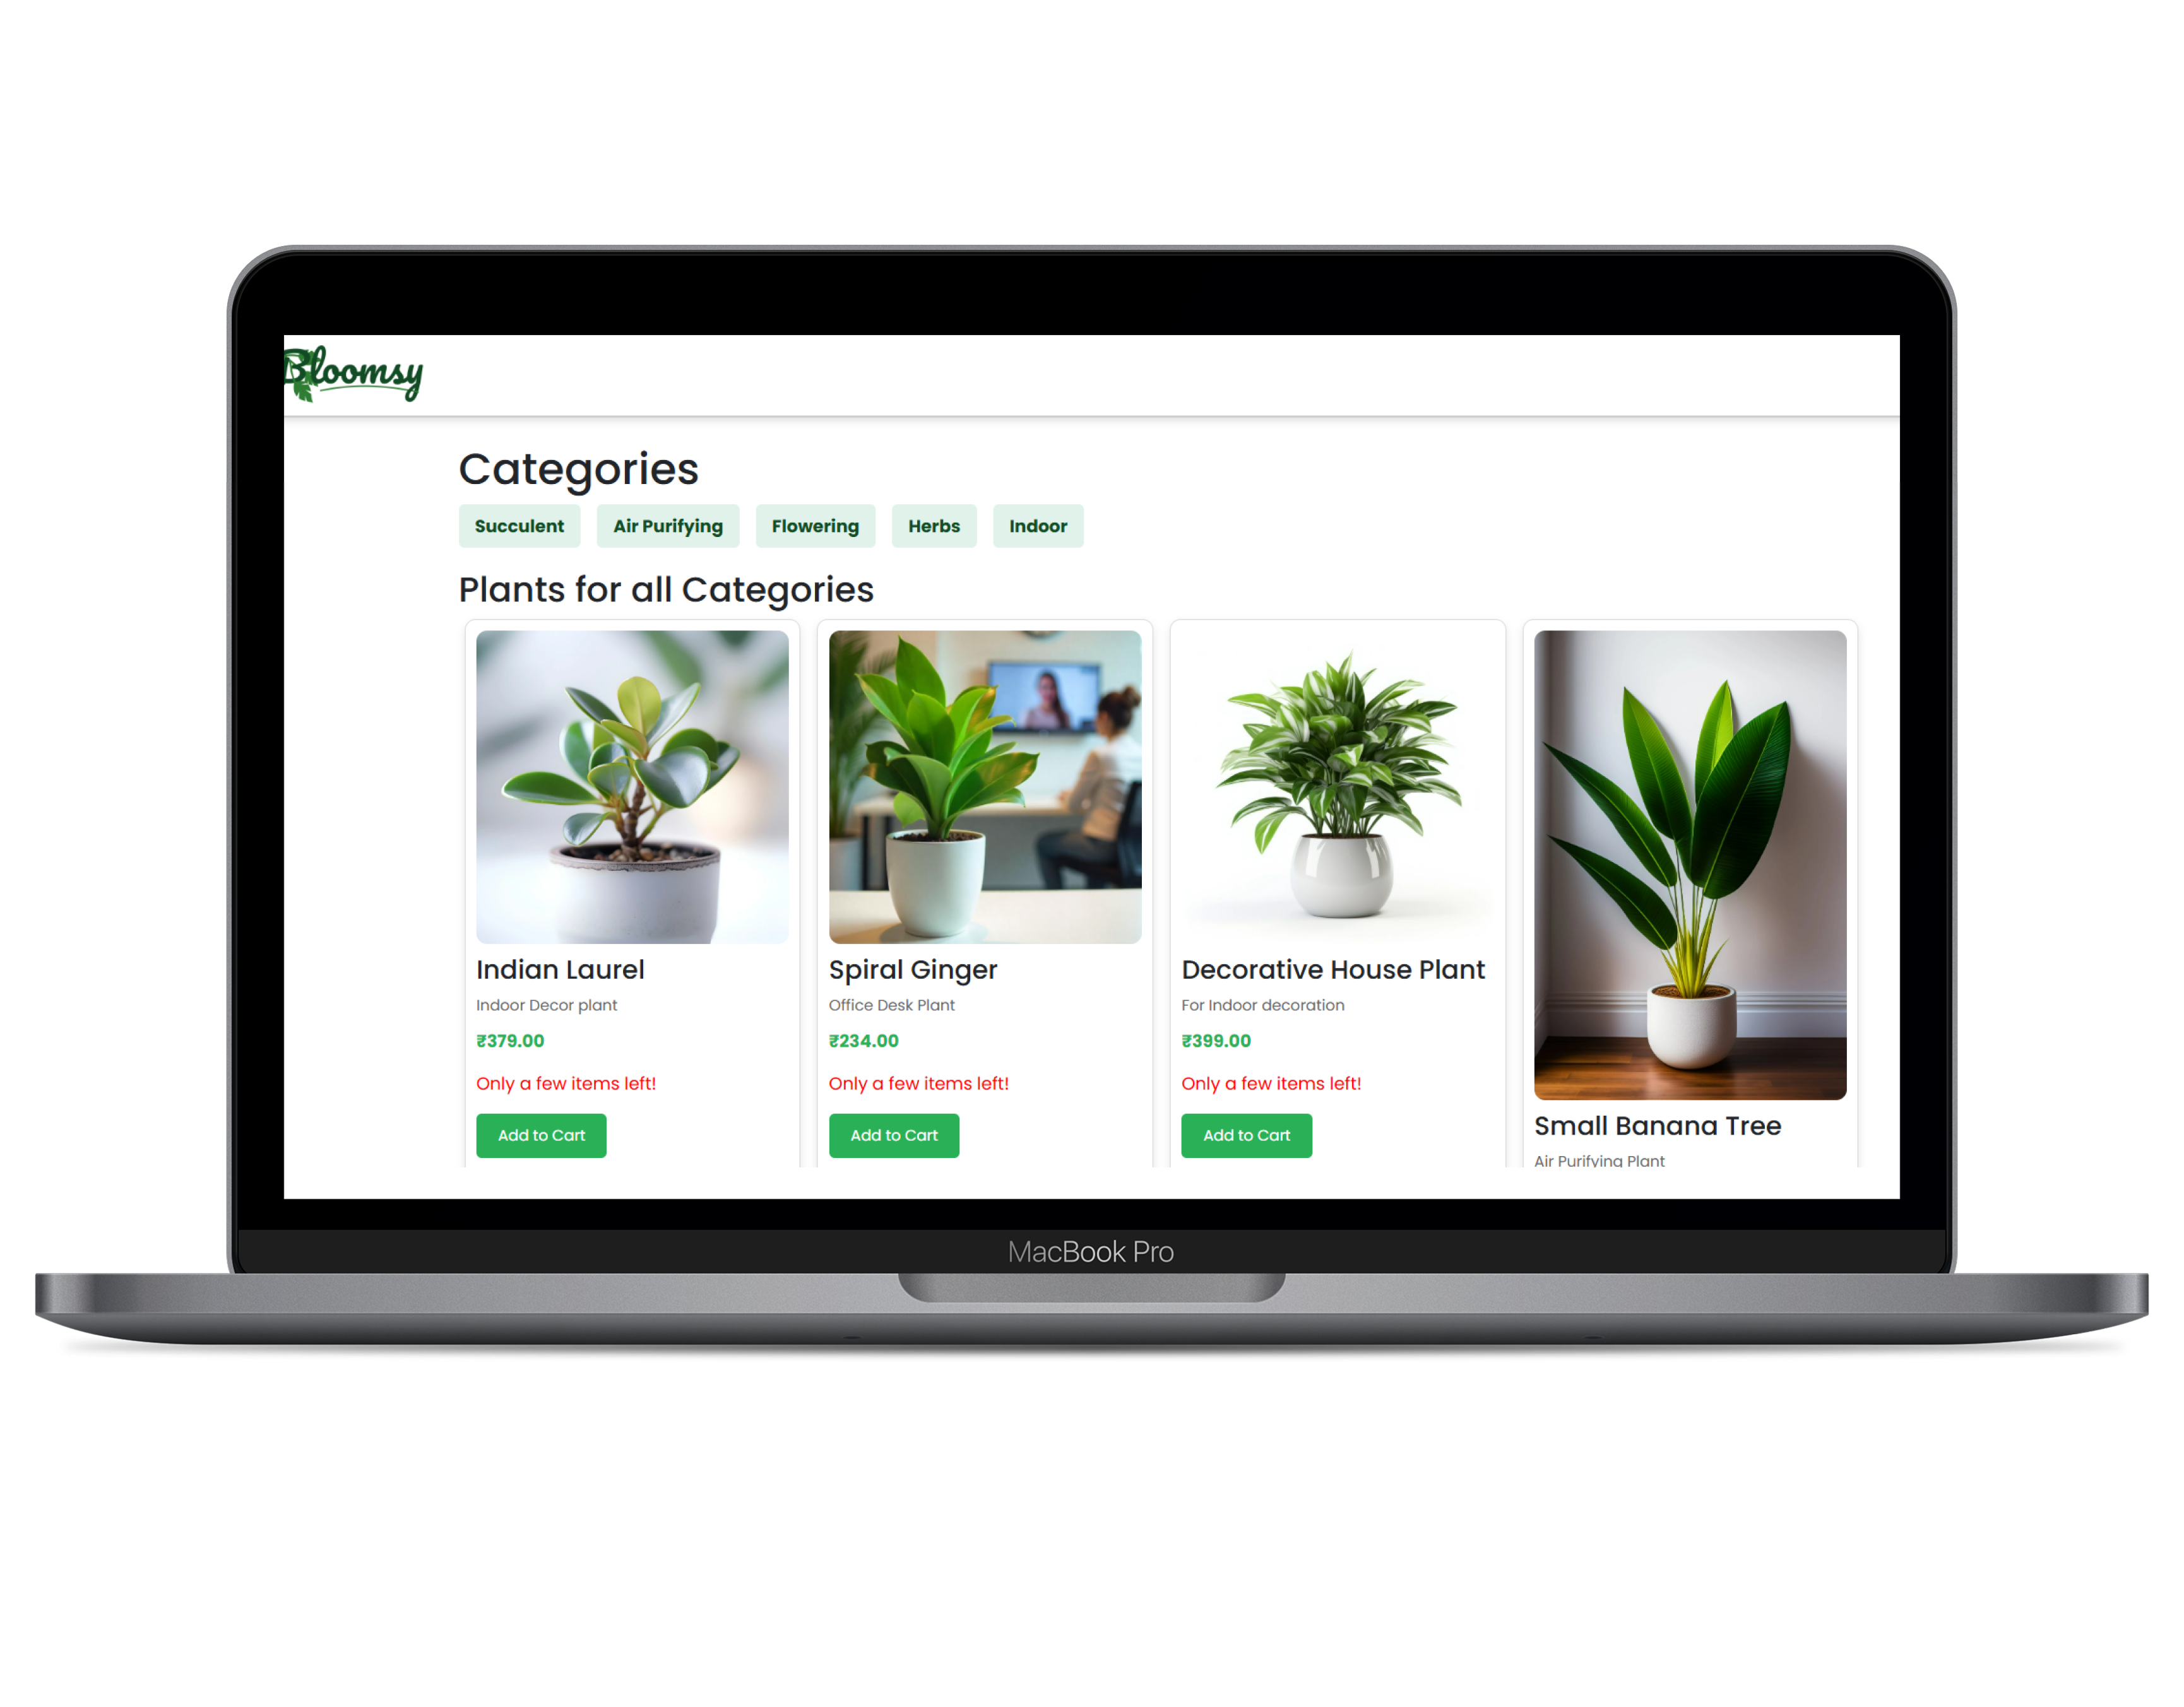 Bloomsy
Categories
Succulent Air Purifying Flowering Herbs Indoor
Plants for all Categories
Indian Laurel
Indoor Decor plant
₹379.00
Only a few items left!
Add to Cart
Spiral Ginger
Office Desk Plant
₹234.00
Only a few items left!
Add to Cart
Decorative House Plant
For Indoor decoration
₹399.00
Only a few items left!
Add to Cart
Small Banana Tree
Air Purifying Plant
MacBook Pro